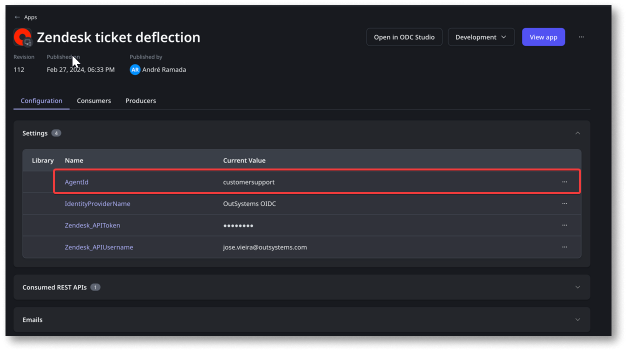 ← Apps
Zendesk ticket deflection
Open in ODC Studio
Development
View app
...
Revision Published on Published by
112 Feb 27, 2024, 06:33 PM AR André Ramada
Configuration Consumers Producers
Settings 4
Library Name Current Value
AgentId customersupport ...
IdentityProviderName OutSystems OIDC ...
Zendesk_APIToken ●●●●●●●● ...
Zendesk_APIUsername jose.vieira@outsystems.com ...
Consumed REST APIs 1
Emails